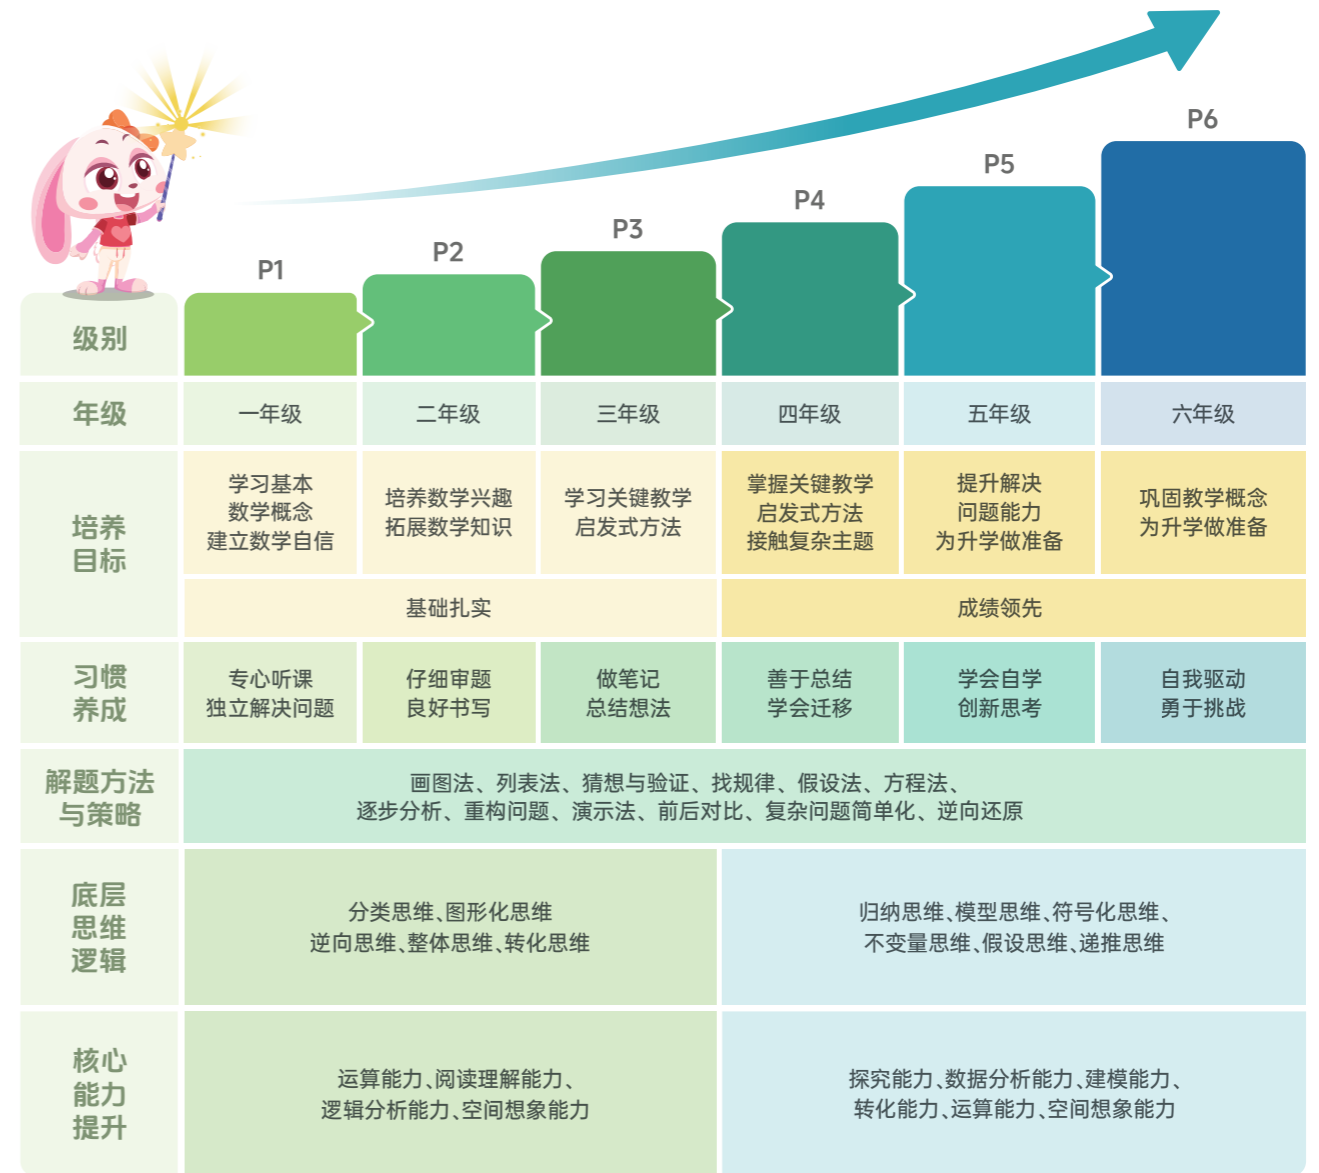 P6
P5
P4
P3
P2
P1
级别
年级
一年级
二年级
三年级
四年级
五年级
六年级
培养
目标
学习基本
数学概念
建立数学自信
培养数学兴趣
拓展数学知识
学习关键教学
启发式方法
掌握关键教学
启发式方法
接触复杂主题
提升解决
问题能力
为升学做准备
巩固教学概念
为升学做准备
基础扎实
成绩领先
习惯
养成
专心听课
独立解决问题
仔细审题
良好书写
做笔记
总结想法
善于总结
学会迁移
学会自学
创新思考
自我驱动
勇于挑战
解题方法
与策略
画图法、列表法、猜想与验证、找规律、假设法、方程法、
逐步分析、重构问题、演示法、前后对比、复杂问题简单化、逆向还原
底层
思维
逻辑
分类思维、图形化思维
逆向思维、整体思维、转化思维
归纳思维、模型思维、符号化思维、
不变量思维、假设思维、递推思维
核心
能力
提升
运算能力、阅读理解能力、
逻辑分析能力、空间想象能力
探究能力、数据分析能力、建模能力、
转化能力、运算能力、空间想象能力